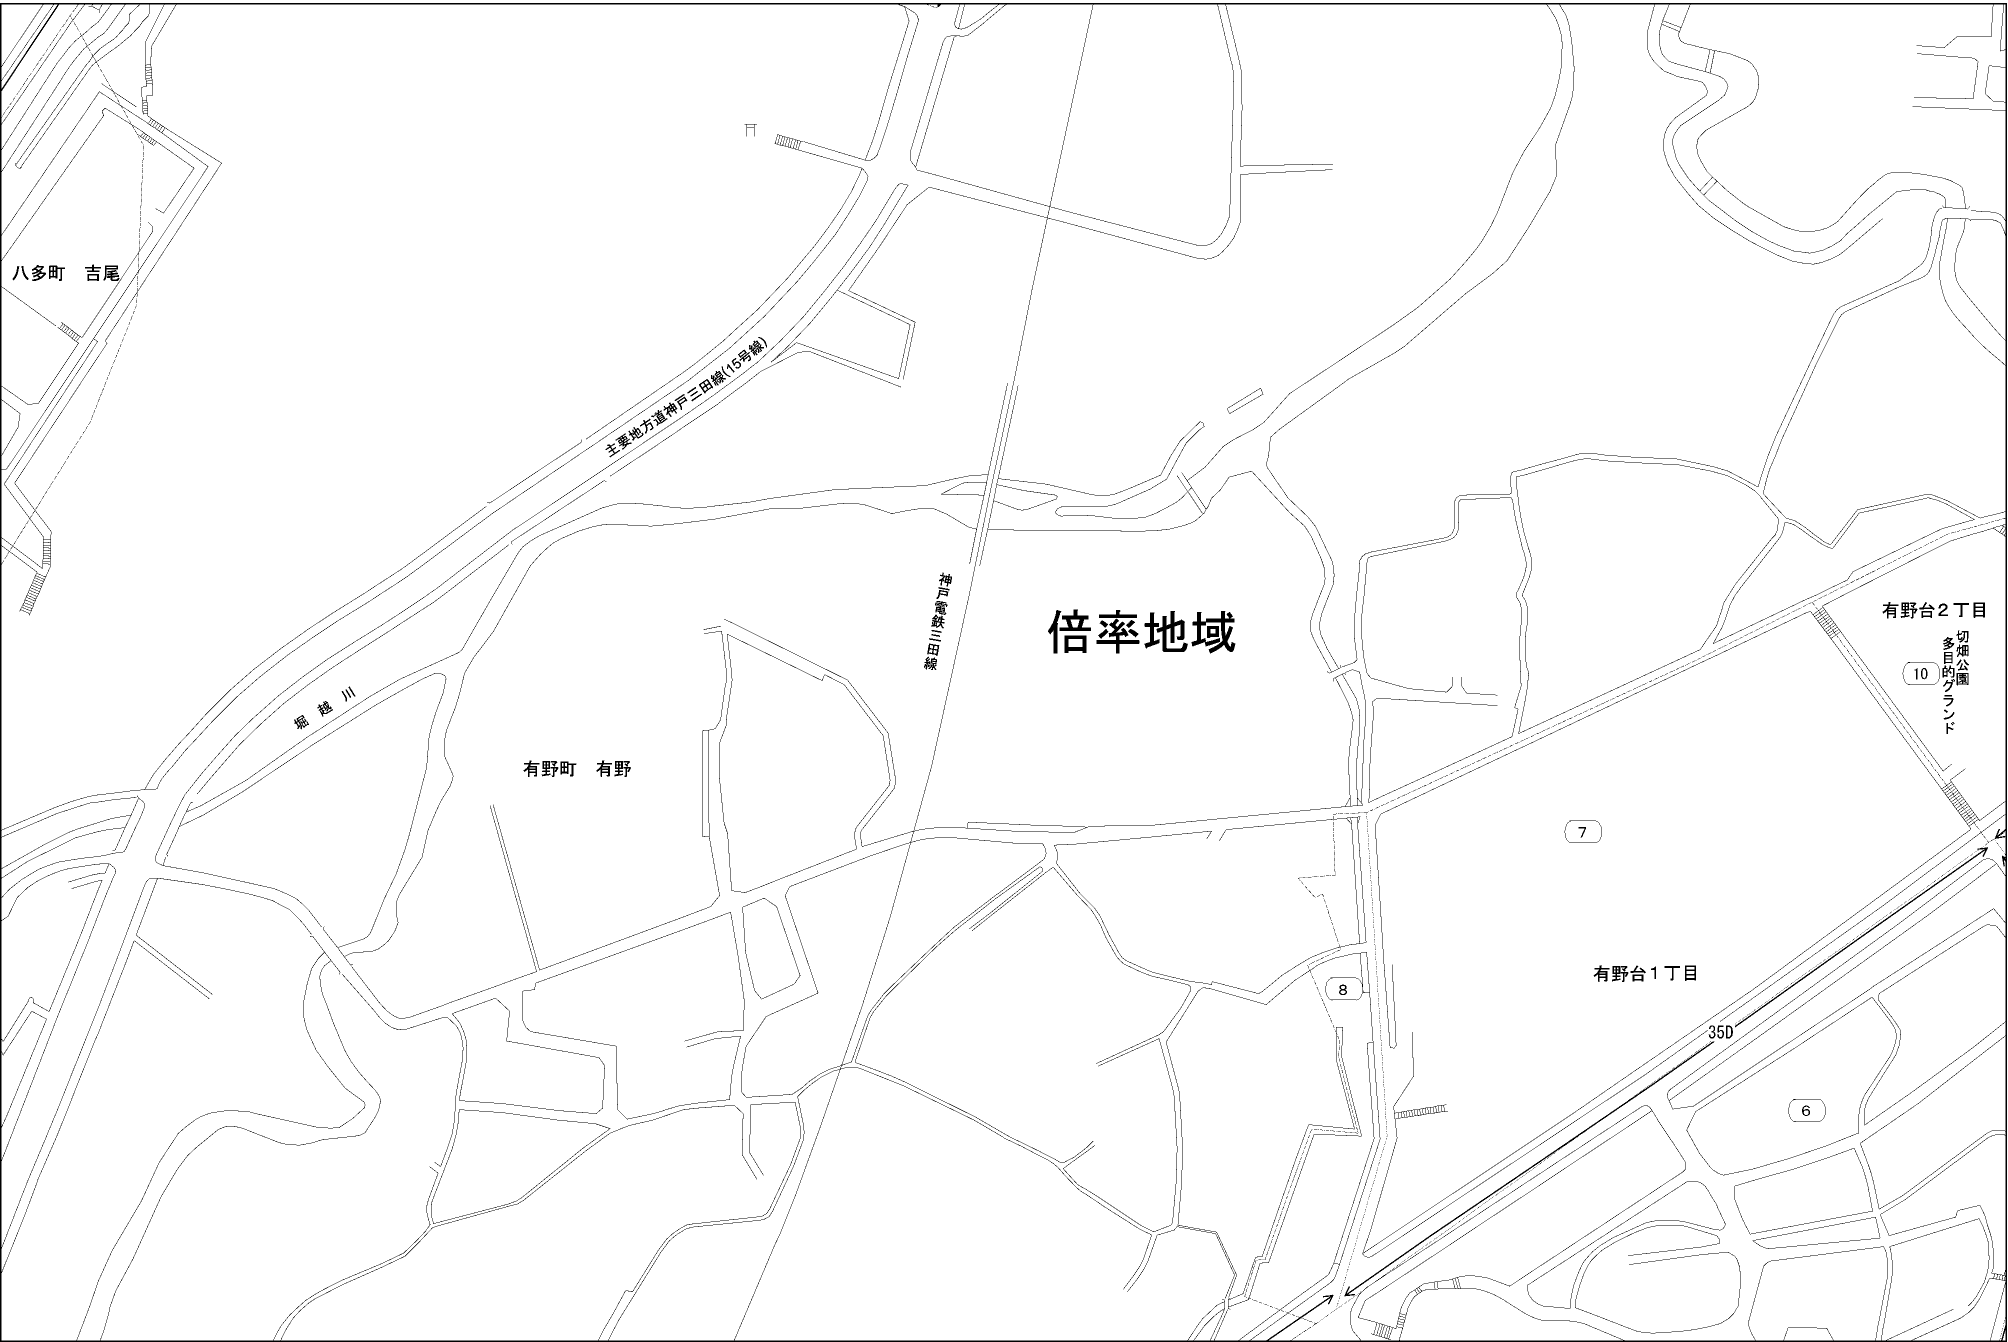 八多町　吉尾
主要地方道神戸三田線(15号線)
神戸電鉄三田線
倍率地域
有野台２丁目
切畑公園
多目的グランド
10
堀越川
有野町　有野
7
有野台１丁目
8
35D
6